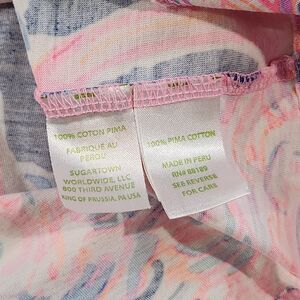 100% COTON PIMA
FABRIQUÉ AU
PEROU
SUGARTOWN
WORLDWIDE, LLC
800 THIRD AVENUE
KING OF PRUSSIA, PA USA
100% PIMA COTTON
MADE IN PERU
RN# 88189
SEE REVERSE
FOR CARE